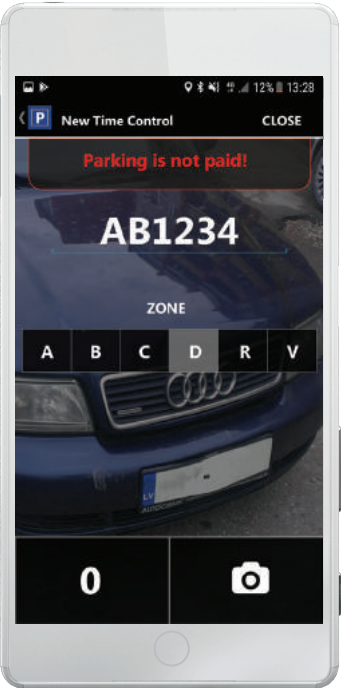 12% 13:28
P New Time Control CLOSE
Parking is not paid!
AB1234
ZONE
A B C D R V
LV
0